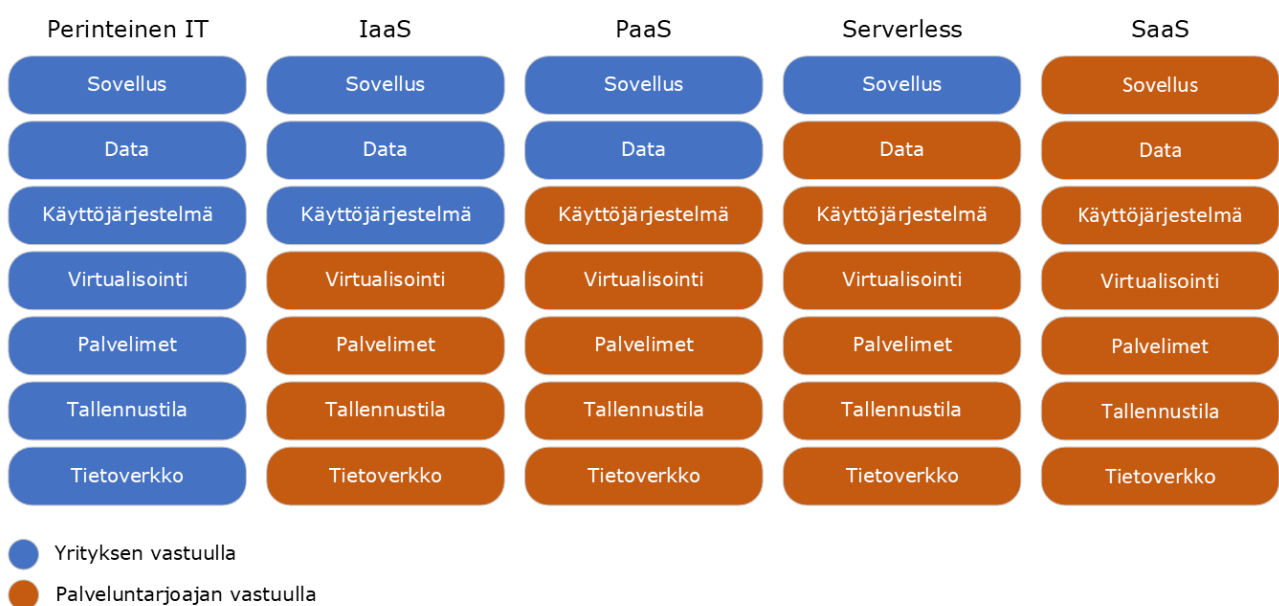 Perinteinen IT IaaS PaaS Serverless SaaS
Sovellus Sovellus Sovellus Sovellus Sovellus
Data Data Data Data Data
Käyttöjärjestelmä Käyttöjärjestelmä Käyttöjärjestelmä Käyttöjärjestelmä Käyttöjärjestelmä
Virtualisointi Virtualisointi Virtualisointi Virtualisointi Virtualisointi
Palvelimet Palvelimet Palvelimet Palvelimet Palvelimet
Tallennustila Tallennustila Tallennustila Tallennustila Tallennustila
Tietoverkko Tietoverkko Tietoverkko Tietoverkko Tietoverkko
Yrityksen vastuulla
Palveluntarjoajan vastuulla